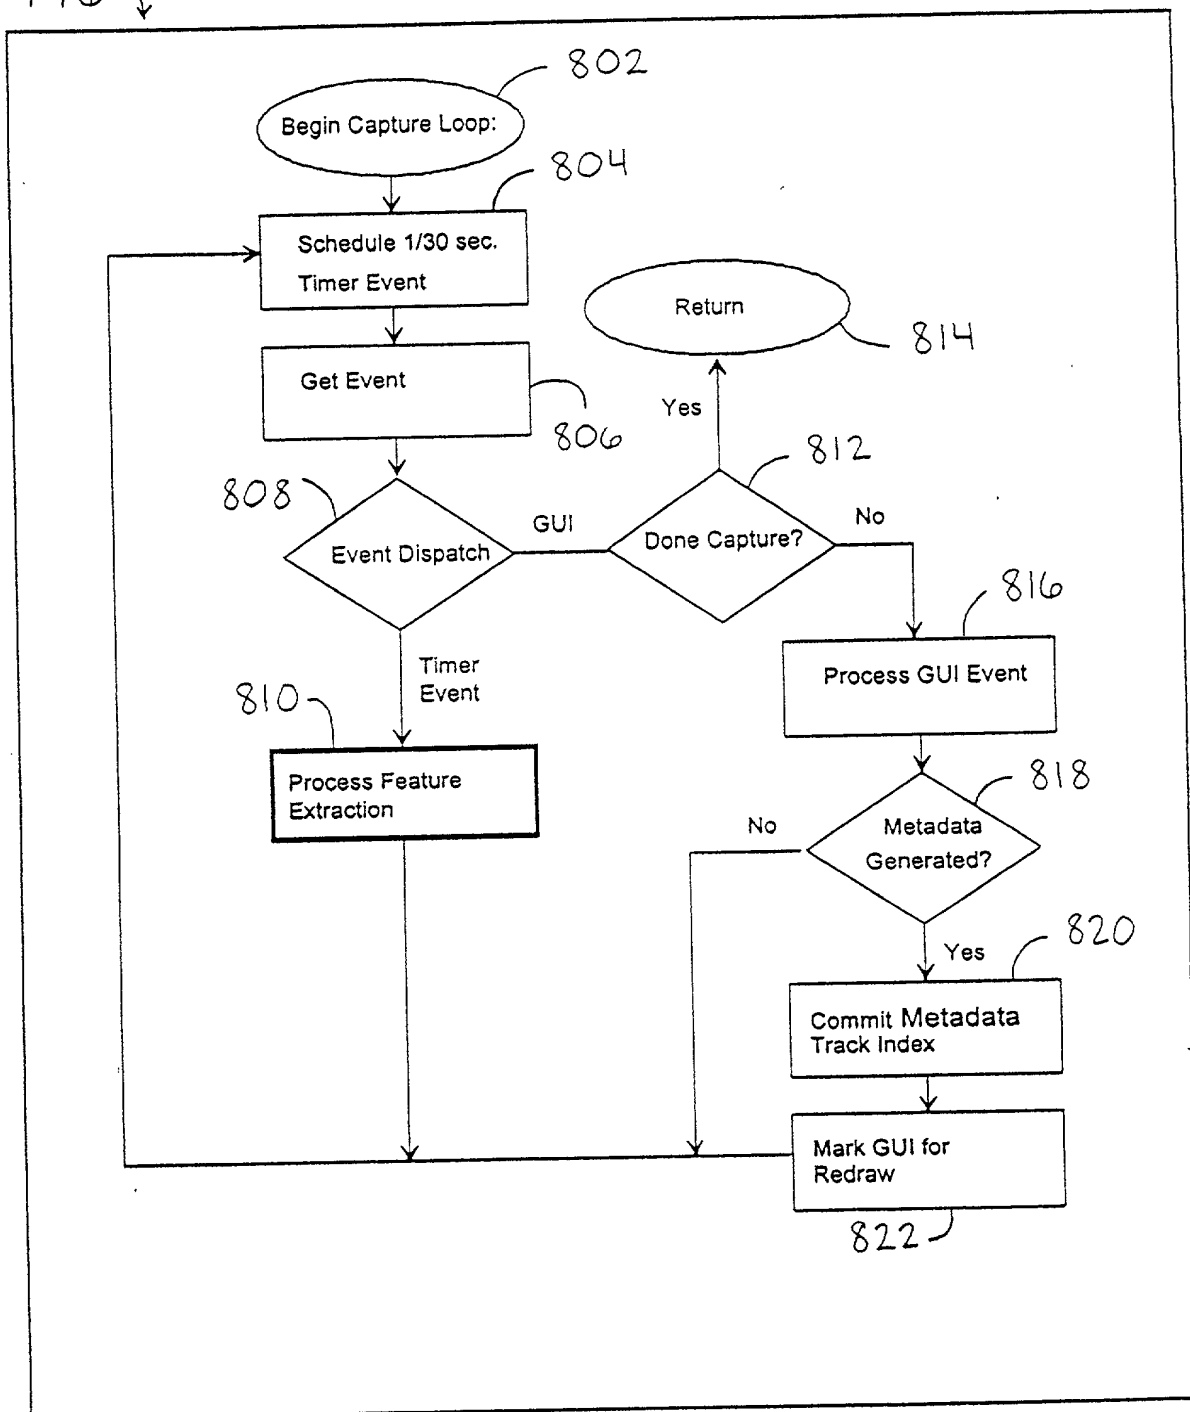 802
Begin Capture Loop:
804
Schedule 1/30 sec.
Timer Event
Return
814
Get Event
806
Yes
812
808
GUI
No
Event Dispatch
Done Capture?
816
Timer
Event
Process GUI Event
810
Process Feature
Extraction
818
No
Metadata
Generated?
820
Yes
Commit Metadata
Track Index
Mark GUI for
Redraw
822